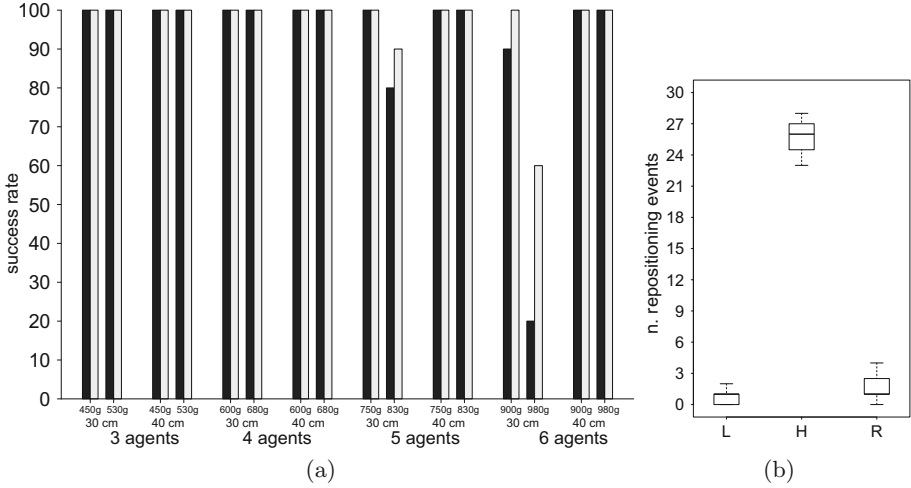 100
90
80
70
60
50
40
30
20
10
0
success rate
450g 530g 450g 530g 600g 680g 600g 680g 750g 830g 750g 830g 900g 980g 900g 980g
30 cm 40 cm 30 cm 40 cm 30 cm 40 cm 30 cm 40 cm
3 agents 4 agents 5 agents 6 agents
(a)
30
27
24
21
18
15
12
9
6
3
0
n. repositioning events
L H R
(b)